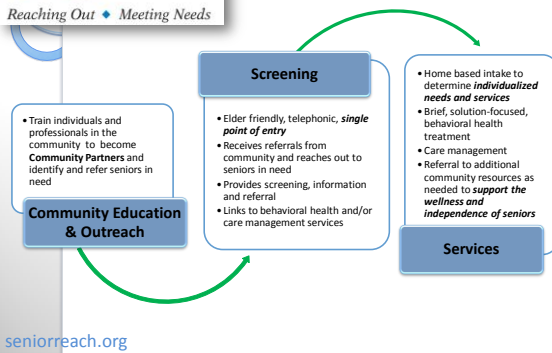 Reaching Out ◆ Meeting Needs
• Train individuals and
professionals in the
community to become
Community Partners and
identify and refer seniors in
need
Community Education
& Outreach
Screening
• Elder friendly, telephonic, single
point of entry
• Receives referrals from
community and reaches out to
seniors in need
• Provides screening, information
and referral
• Links to behavioral health and/or
care management services
• Home based intake to
determine individualized
needs and services
• Brief, solution-focused,
behavioral health
treatment
• Care management
• Referral to additional
community resources as
needed to support the
wellness and
independence of seniors
Services
seniorreach.org